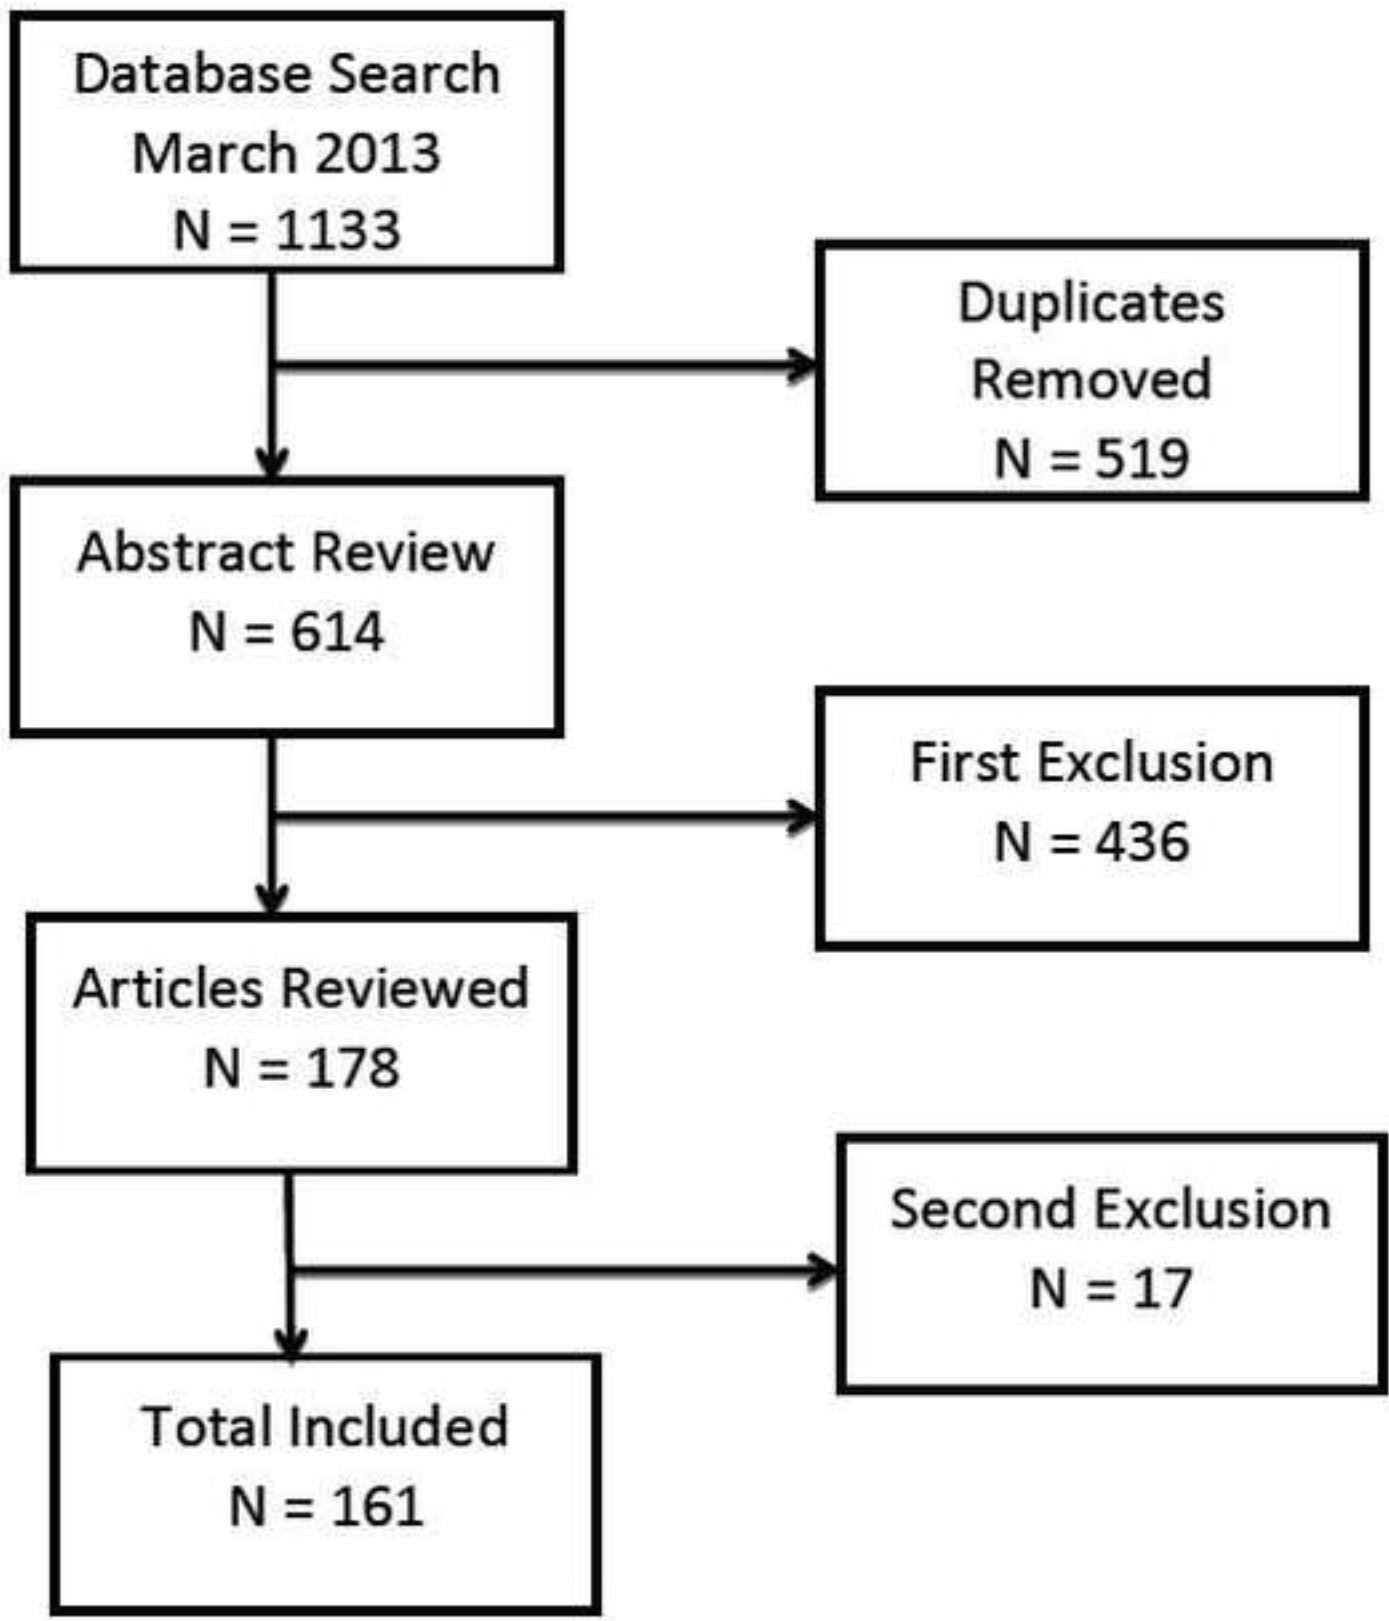 Database Search
March 2013
N = 1133
Duplicates
Removed
N = 519
Abstract Review
N = 614
First Exclusion
N = 436
Articles Reviewed
N = 178
Second Exclusion
N = 17
Total Included
N = 161